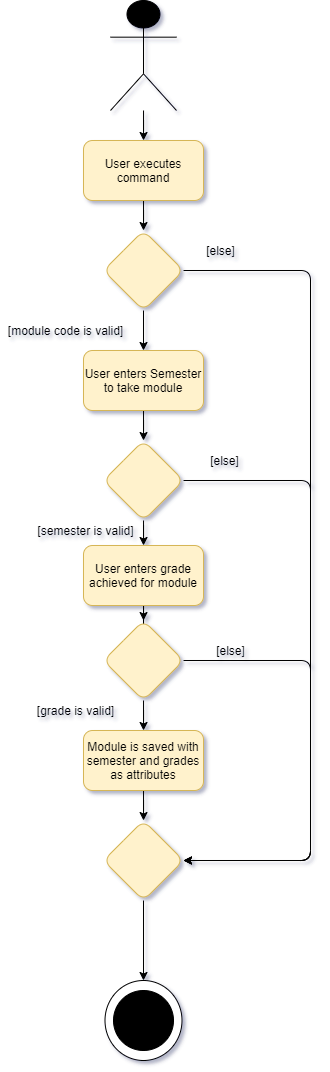 User executes
command
[else]
[module code is valid]
User enters Semester
to take module
[else]
[semester is valid]
User enters grade
achieved for module
[else]
[grade is valid]
Module is saved with
semester and grades
as attributes